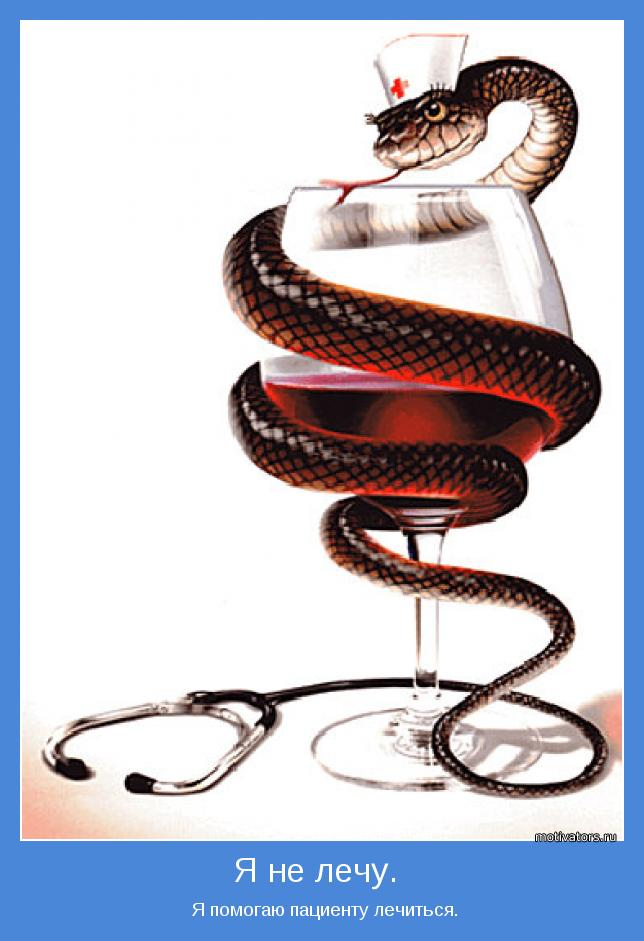 motivators.ru
Я не лечу.
Я помогаю пациенту лечиться.